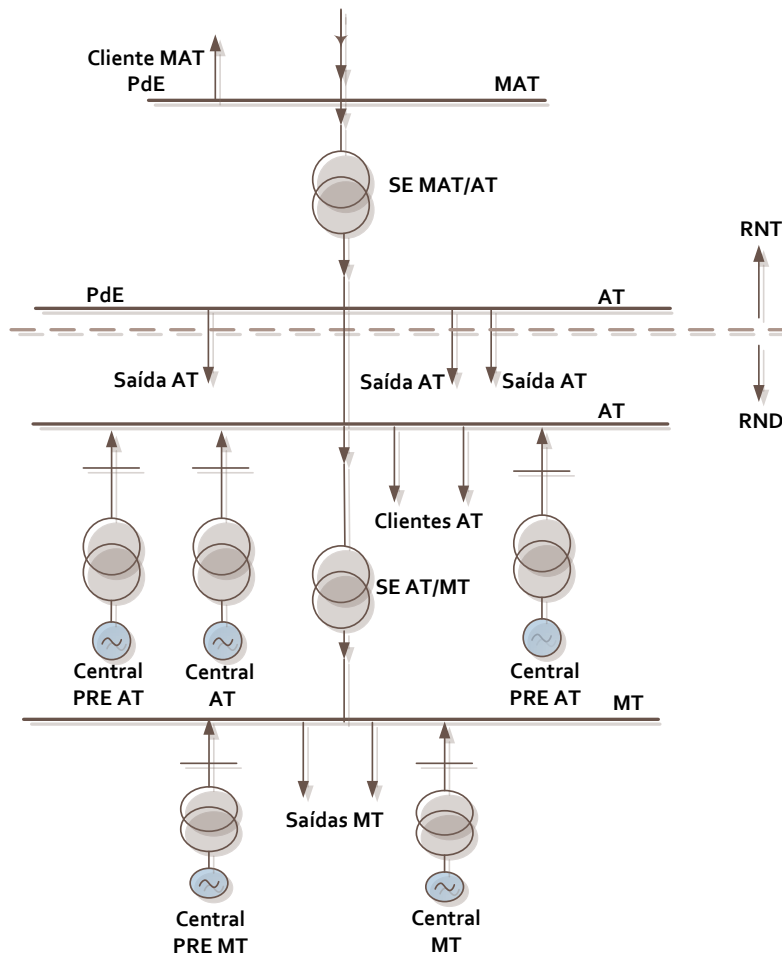 Cliente MAT
PdE
MAT
SE MAT/AT
RNT
PdE
AT
Saída AT
Saída AT
Saída AT
AT
RND
Clientes AT
SE AT/MT
Central
PRE AT
Central
AT
Central
PRE AT
MT
Saídas MT
Central
PRE MT
Central
MT